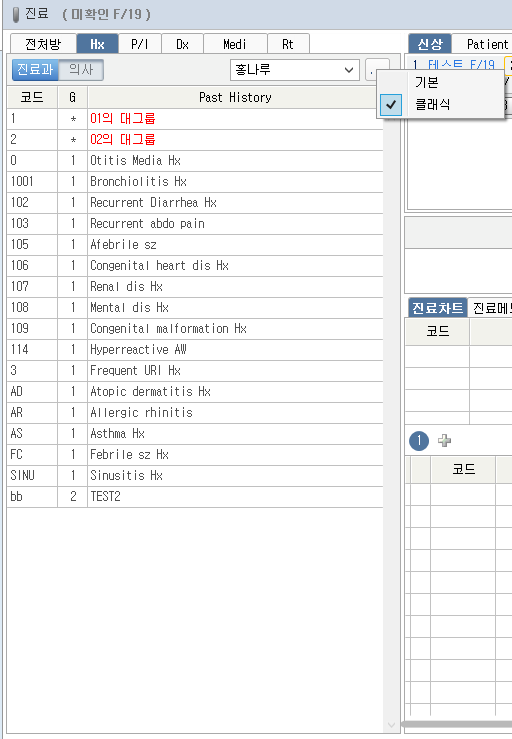 진료 ( 미확인 F/19 )
전처방 Hx P/I Dx Medi Rt
진료과 의사 홍나루
기본
클래식
코드 G Past History
1 * 01의 대그룹
2 * 02의 대그룹
0 1 Otitis Media Hx
1001 1 Bronchiolitis Hx
102 1 Recurrent Diarrhea Hx
103 1 Recurrent abdo pain
105 1 Afebrile sz
106 1 Congenital heart dis Hx
107 1 Renal dis Hx
108 1 Mental dis Hx
109 1 Congenital malformation Hx
114 1 Hyperreactive AW
3 1 Frequent URI Hx
AD 1 Atopic dermatitis Hx
AR 1 Allergic rhinitis
AS 1 Asthma Hx
FC 1 Febrile sz Hx
SINU 1 Sinusitis Hx
bb 2 TEST2
신상 Patient
1 테스트 F/19
진료차트 진료메
코드
1
코드